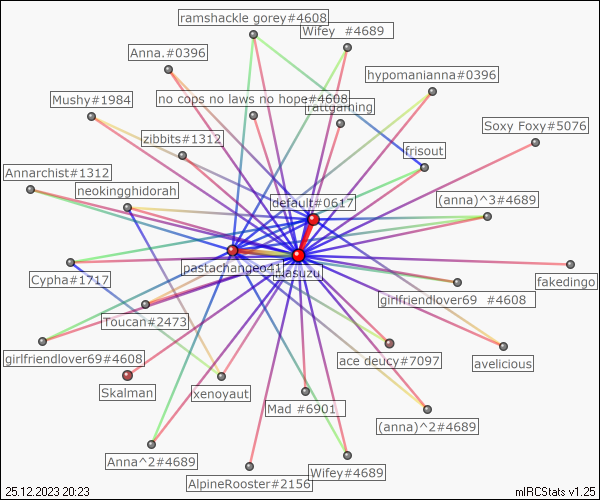 ramshackle gorey#4608
Wifey #4689
Anna.#0396
hypomanianna#0396
Mushy#1984
no cops no laws no hope#4608
rattgaming
Soxy Foxy#5076
zibbits#1312
frisout
Annarchist#1312
neokingghidorah
default#0617
(anna)^3#4689
pastachangeo41
Cypha#1717
fakedingo
girlfriendlover69 #4608
Toucan#2473
girlfriendlover69#4608
ace deucy#7097
avelicious
Skalman
xenoyaut
Mad #6901
(anna)^2#4689
Anna^2#4689
Wifey#4689
AlpineRooster#2156
25.12.2023 20:23
mIRCStats v1.25